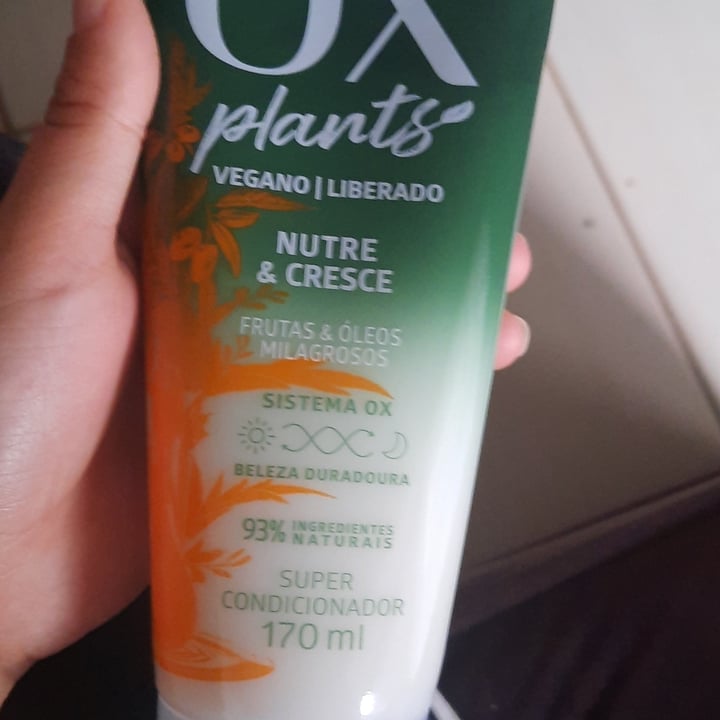 OX
plants
VEGANO | LIBERADO
NUTRE
& CRESCE
FRUTAS & ÓLEOS
MILAGROSOS
SISTEMA OX
BELEZA DURADOURA
93% INGREDIENTES
NATURAIS
SUPER
CONDICIONADOR
170 ml